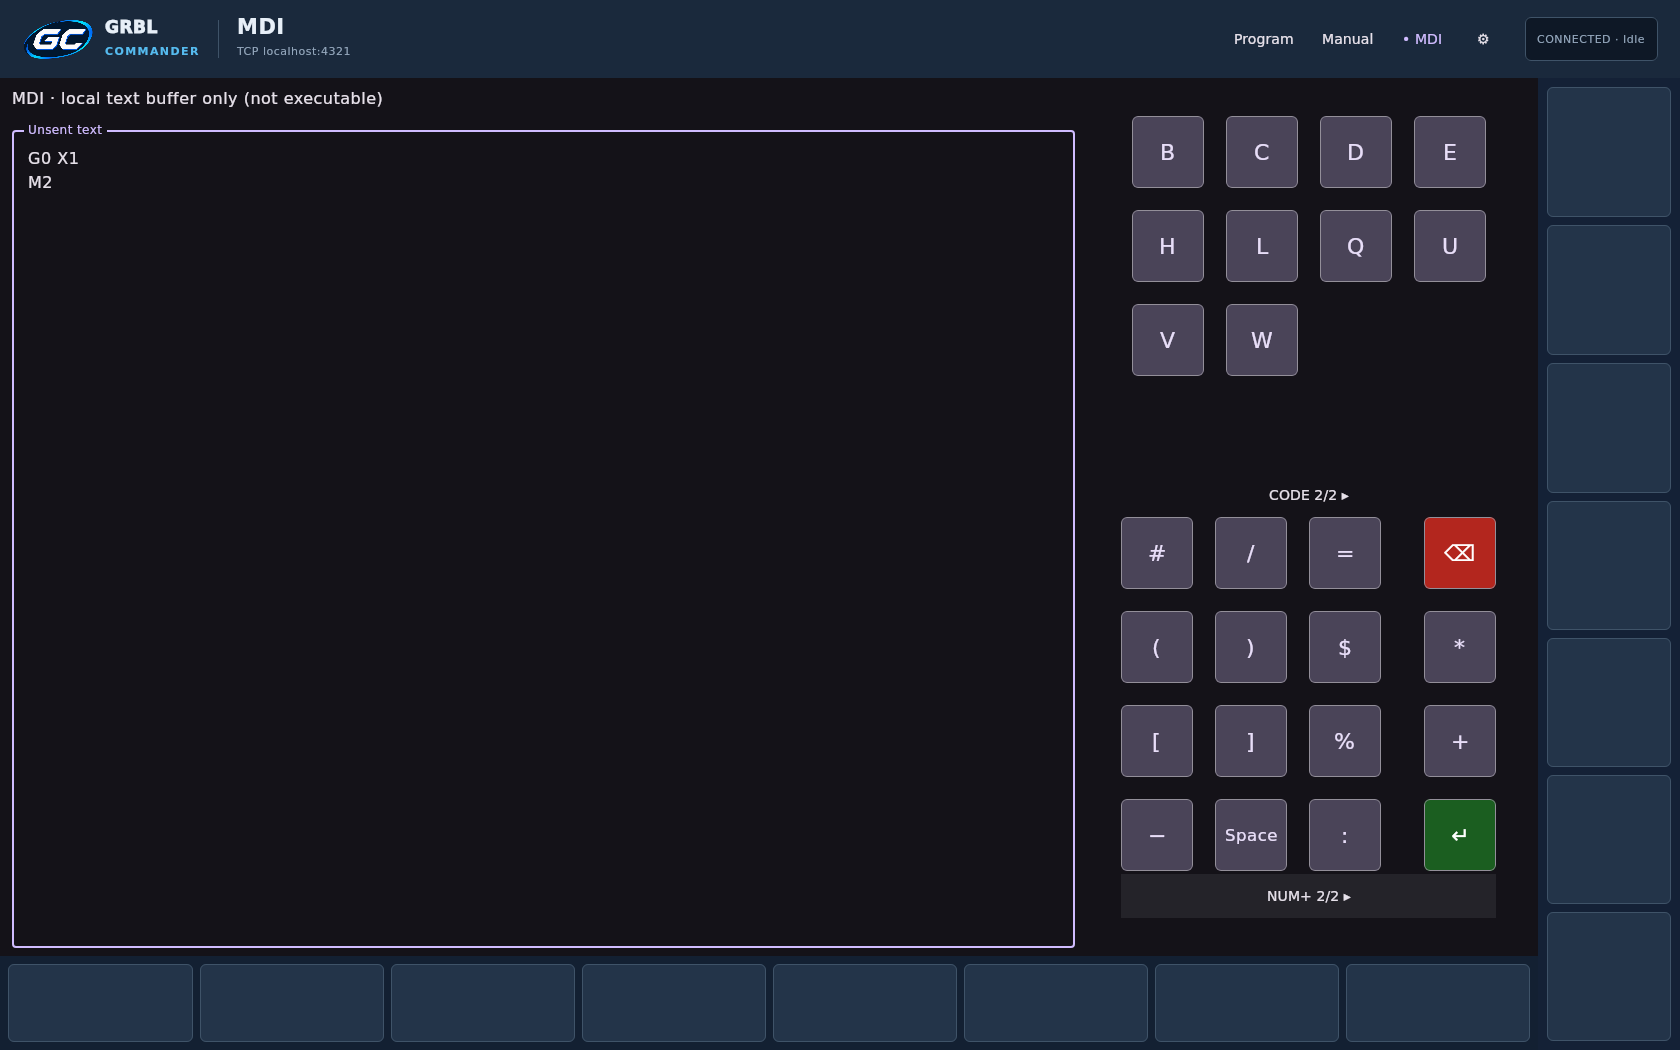 GC GRBL
COMMANDER
MDI
TCP localhost:4321
Program Manual • MDI ⚙ CONNECTED · Idle
MDI · local text buffer only (not executable)
Unsent text
G0 X1
M2
B C D E
H L Q U
V W
CODE 2/2 ▸
# / = ⌫
( ) $ *
[ ] % +
− Space : ↵
NUM+ 2/2 ▸